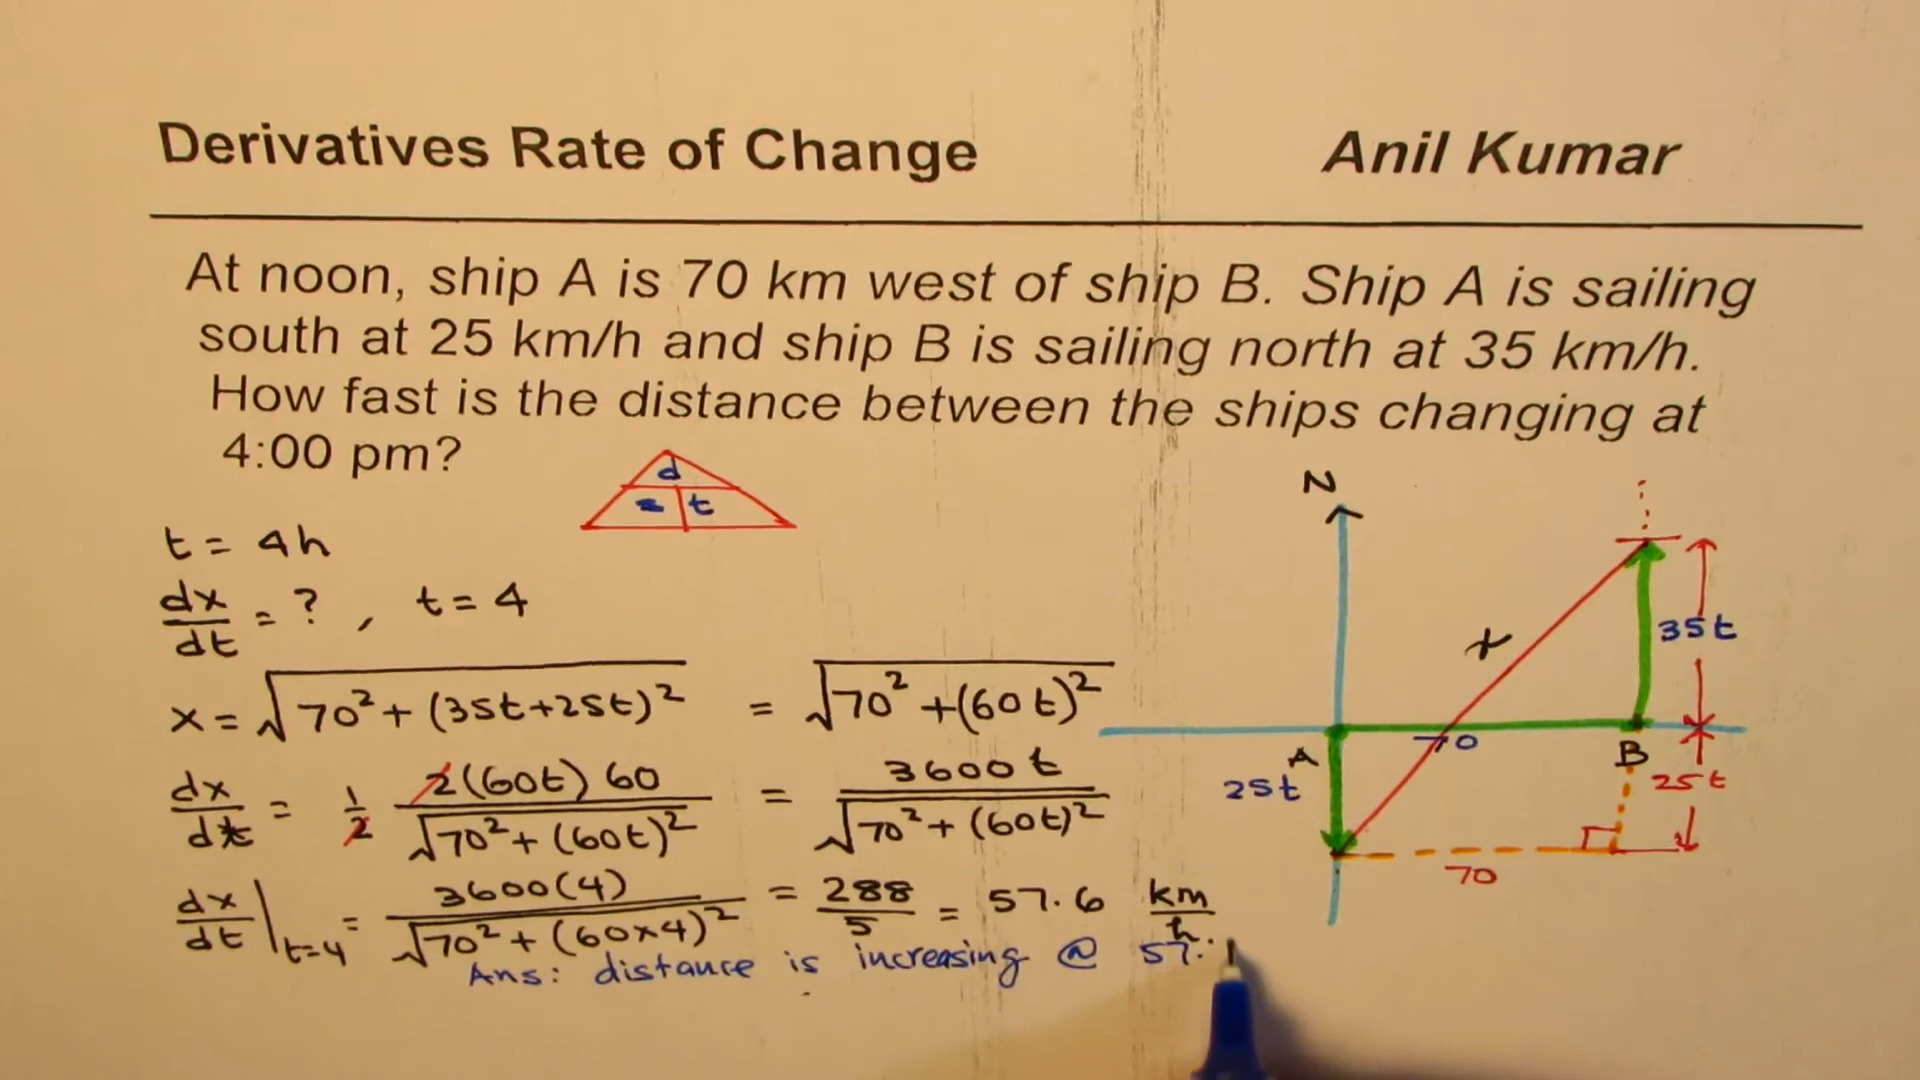 Derivatives Rate of Change Anil Kumar
At noon, ship A is 70 km west of ship B. Ship A is sailing
south at 25 km/h and ship B is sailing north at 35 km/h.
How fast is the distance between the ships changing at
4:00 pm?
d
t
t = 4h
dx/dt = ? , t = 4
x = √(70² + (35t+25t)²) = √(70² + (60t)²)
dx/dt = 1/2 2(60t) 60 / √(70² + (60t)²) = 3600 t / √(70² + (60t)²)
dx/dt |t=4 = 3600(4) / √(70² + (60×4)²) = 288/5 = 57.6 km/h.
Ans: distance is increasing @ 57.
N
x
35t
A
70
B
25t
25t
70